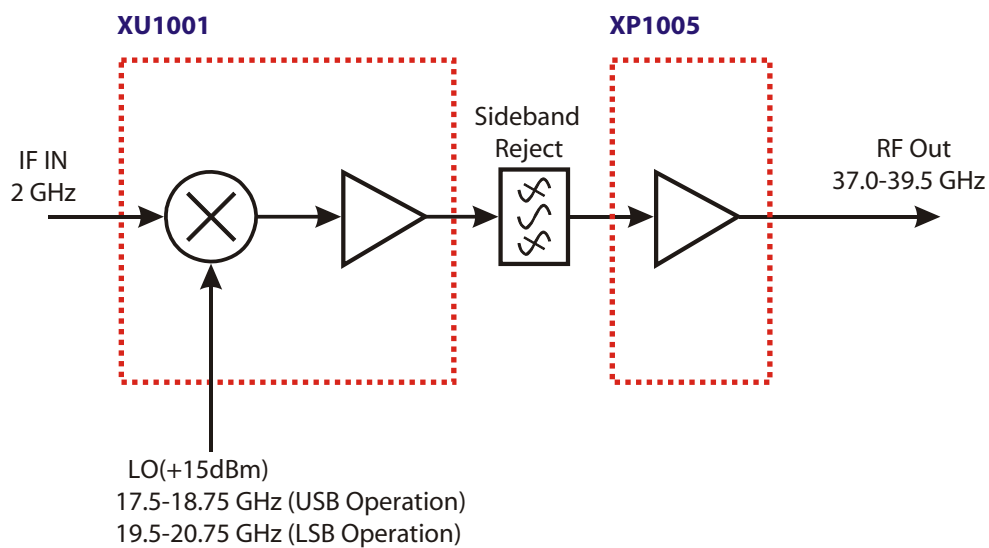 XU1001
XP1005
Sideband
Reject
IF IN
2 GHz
RF Out
37.0-39.5 GHz
LO(+15dBm)
17.5-18.75 GHz (USB Operation)
19.5-20.75 GHz (LSB Operation)